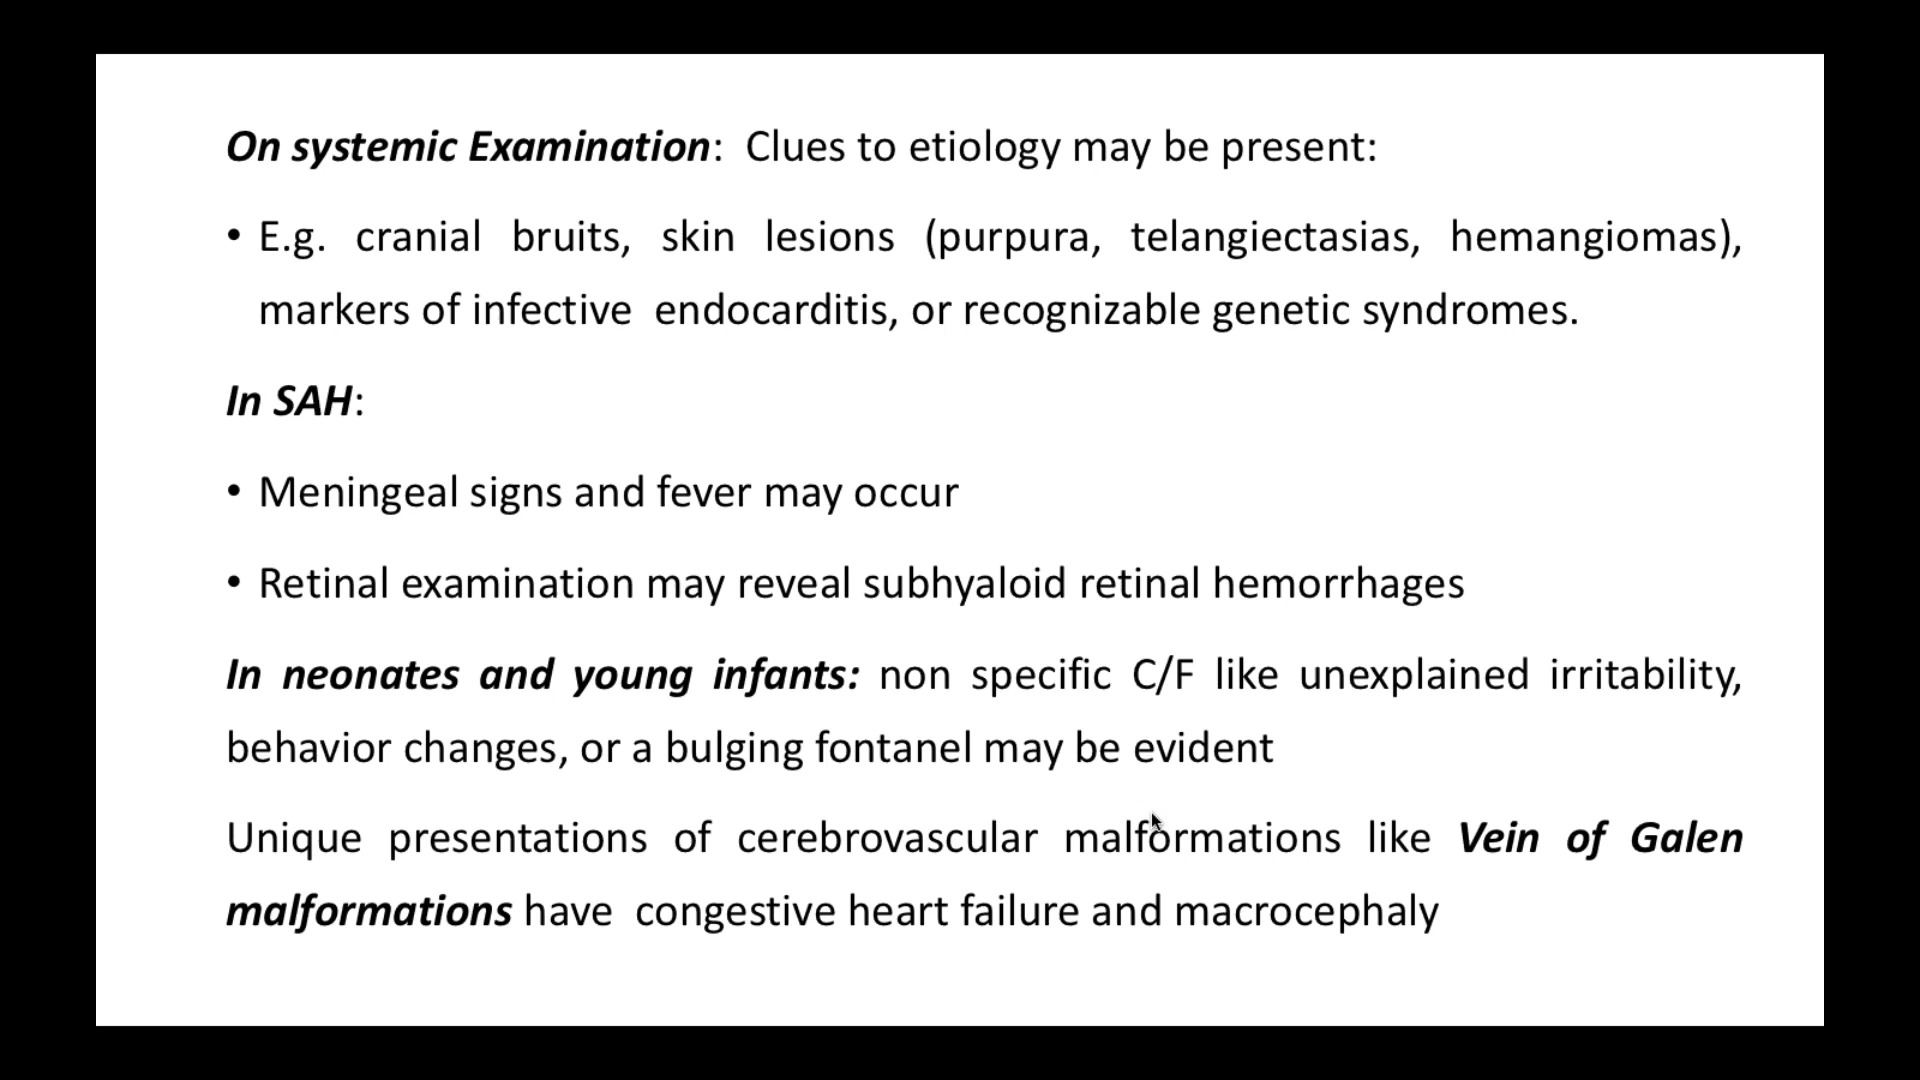 On systemic Examination: Clues to etiology may be present:
• E.g. cranial bruits, skin lesions (purpura, telangiectasias, hemangiomas),
markers of infective endocarditis, or recognizable genetic syndromes.
In SAH:
• Meningeal signs and fever may occur
• Retinal examination may reveal subhyaloid retinal hemorrhages
In neonates and young infants: non specific C/F like unexplained irritability,
behavior changes, or a bulging fontanel may be evident
Unique presentations of cerebrovascular malformations like Vein of Galen
malformations have congestive heart failure and macrocephaly